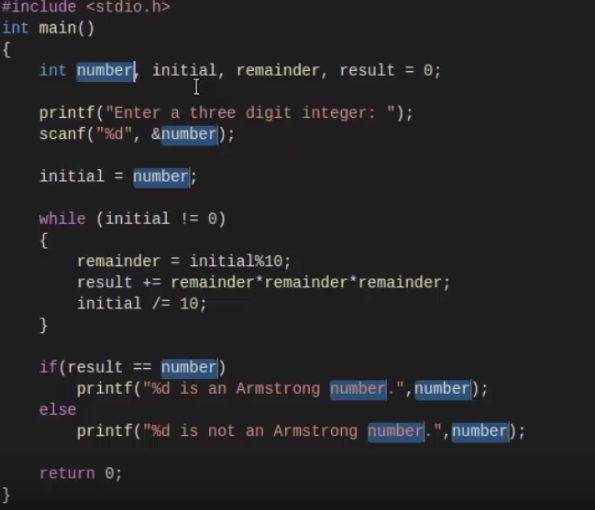 #include <stdio.h>
int main()
{
    int number, initial, remainder, result = 0;

    printf("Enter a three digit integer: ");
    scanf("%d", &number);

    initial = number;

    while (initial != 0)
    {
        remainder = initial%10;
        result += remainder*remainder*remainder;
        initial /= 10;
    }

    if(result == number)
        printf("%d is an Armstrong number.",number);
    else
        printf("%d is not an Armstrong number.",number);

    return 0;
}